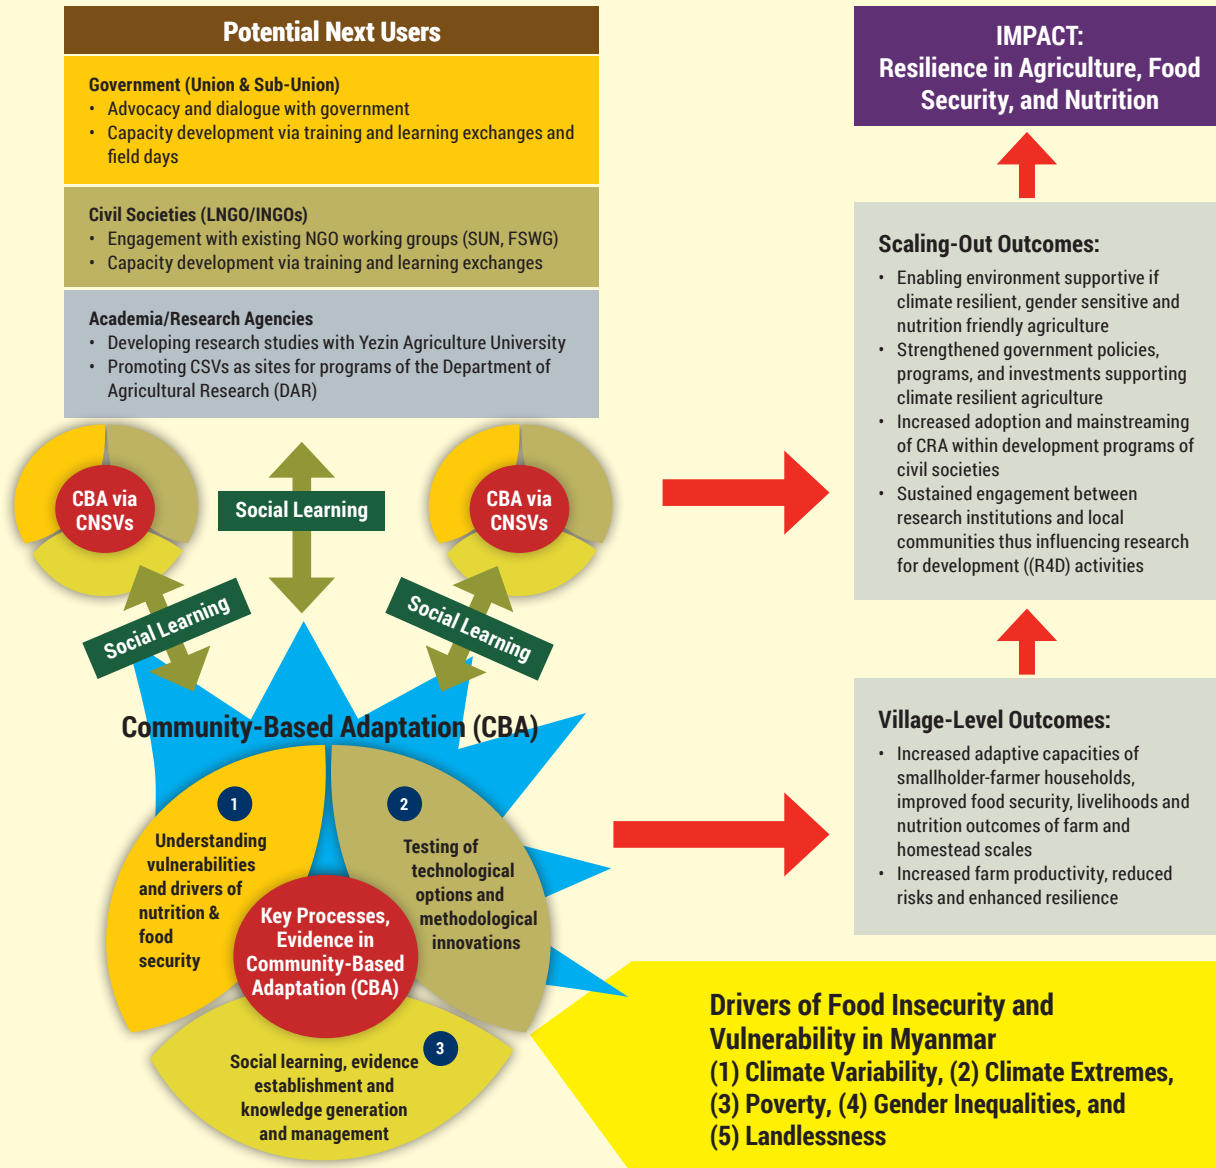 Potential Next Users
Government (Union & Sub-Union)
• Advocacy and dialogue with government
• Capacity development via training and learning exchanges and
field days
Civil Societies (LNGO/INGOs)
• Engagement with existing NGO working groups (SUN, FSWG)
• Capacity development via training and learning exchanges
Academia/Research Agencies
• Developing research studies with Yezin Agriculture University
• Promoting CSVs as sites for programs of the Department of
Agricultural Research (DAR)
CBA via
CNSVs
Social Learning
CBA via
CNSVs
Social Learning
Social Learning
Community-Based Adaptation (CBA)
1
Understanding
vulnerabilities
and drivers of
nutrition &
food
security
2
Testing of
technological
options and
methodological
innovations
Key Processes,
Evidence in
Community-Based
Adaptation (CBA)
3
Social learning, evidence
establishment and
knowledge generation
and management
IMPACT:
Resilience in Agriculture, Food
Security, and Nutrition
Scaling-Out Outcomes:
• Enabling environment supportive if
climate resilient, gender sensitive and
nutrition friendly agriculture
• Strengthened government policies,
programs, and investments supporting
climate resilient agriculture
• Increased adoption and mainstreaming
of CRA within development programs of
civil societies
• Sustained engagement between
research institutions and local
communities thus influencing research
for development ((R4D) activities
Village-Level Outcomes:
• Increased adaptive capacities of
smallholder-farmer households,
improved food security, livelihoods and
nutrition outcomes of farm and
homestead scales
• Increased farm productivity, reduced
risks and enhanced resilience
Drivers of Food Insecurity and
Vulnerability in Myanmar
(1) Climate Variability, (2) Climate Extremes,
(3) Poverty, (4) Gender Inequalities, and
(5) Landlessness